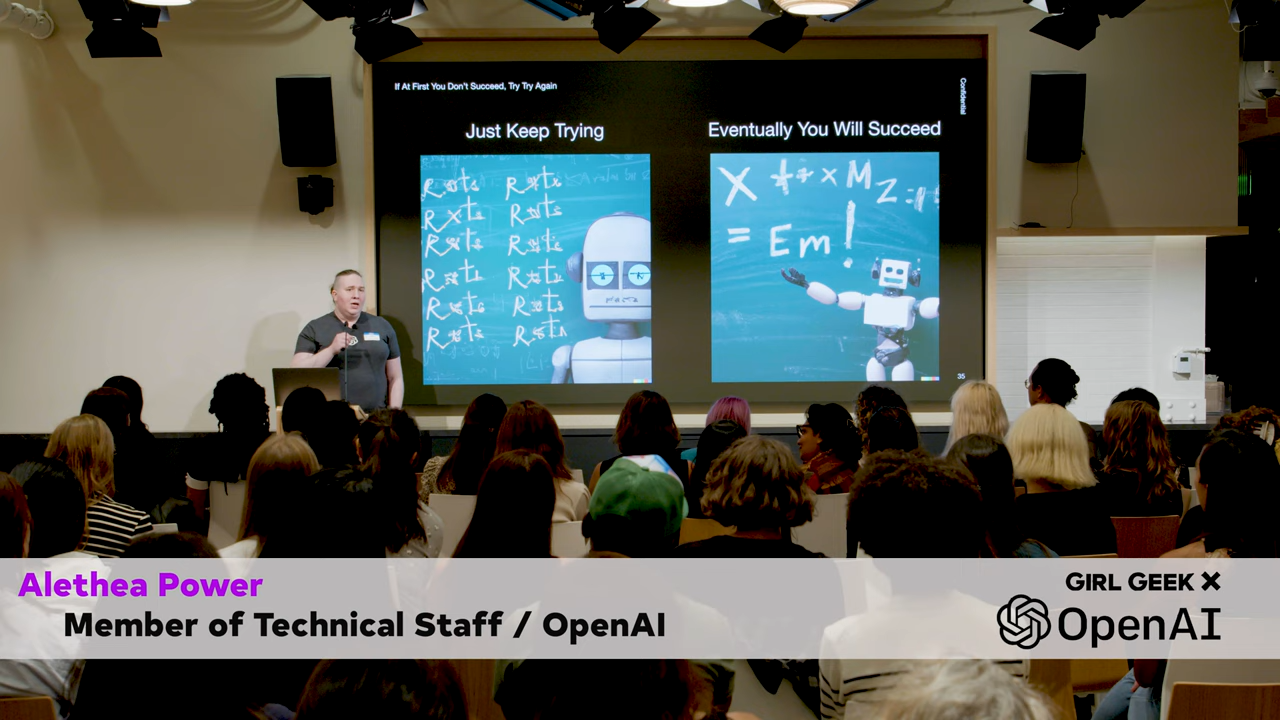 If At First You Don't Succeed, Try Try Again
Confidential
Just Keep Trying
Eventually You Will Succeed
= Em!
35
Alethea Power
Member of Technical Staff / OpenAI
GIRL GEEK X
OpenAI